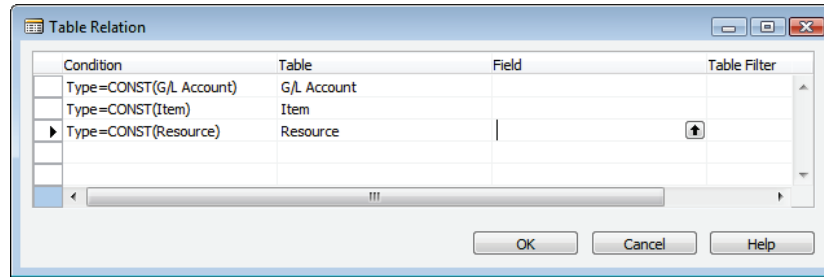 Table Relation
Condition Table Field Table Filter
Type=CONST(G/L Account) G/L Account
Type=CONST(Item) Item
Type=CONST(Resource) Resource
OK Cancel Help